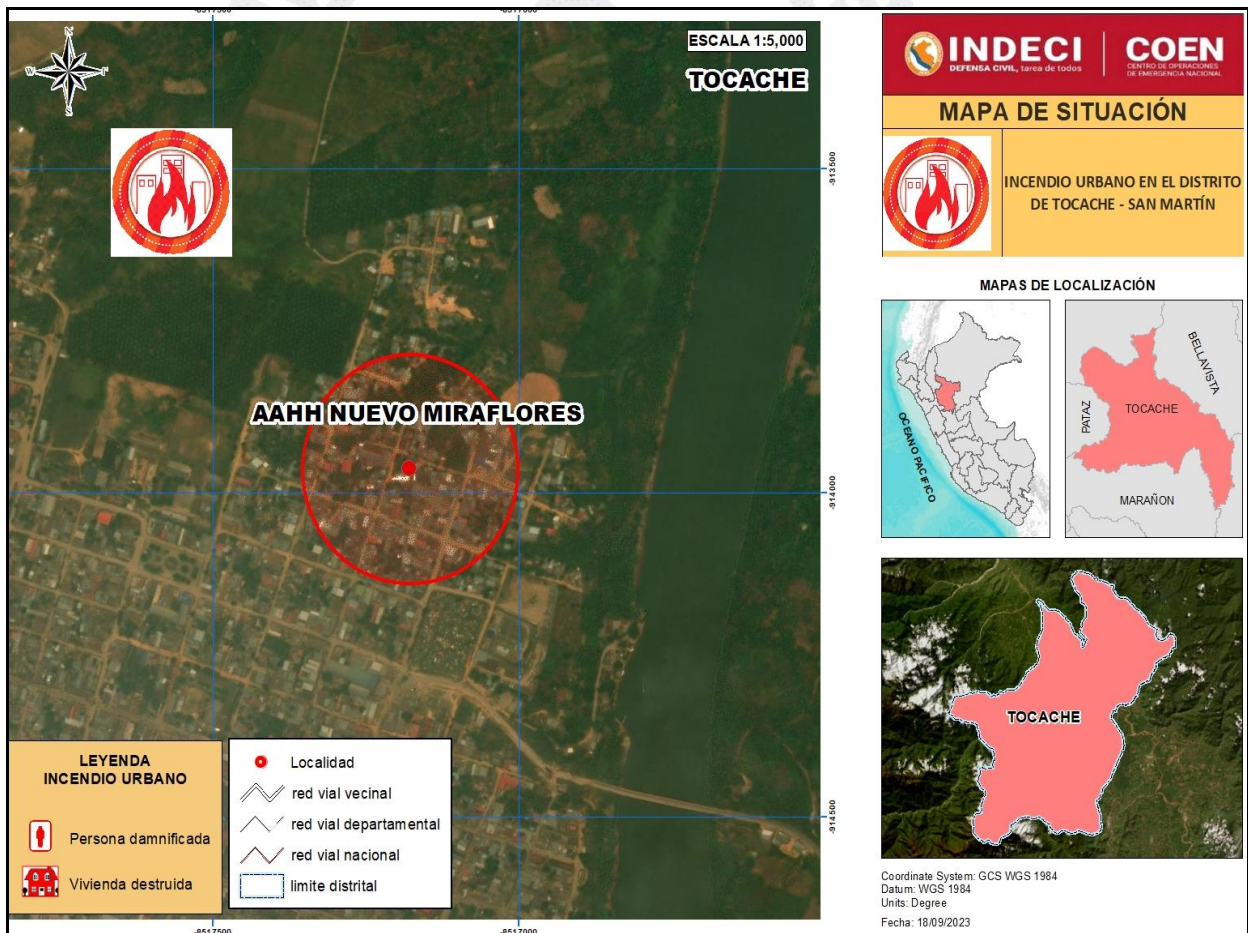 -8517500
-8517000
ESCALA 1:5,000
TOCACHE
AAHH NUEVO MIRAFLORES
-913500
-914000
-914500
LEYENDA
INCENDIO URBANO
Persona damnificada
Vivienda destruida
Localidad
red vial vecinal
red vial departamental
red vial nacional
limite distrital
-8517500
-8517000
INDECI
DEFENSA CIVIL, tarea de todos
COEN
CENTRO DE OPERACIONES
DE EMERGENCIA NACIONAL
MAPA DE SITUACIÓN
INCENDIO URBANO EN EL DISTRITO
DE TOCACHE - SAN MARTÍN
MAPAS DE LOCALIZACIÓN
OCEANO PACIFICO
BELLAVISTA
PATAZ
TOCACHE
MARAÑON
TOCACHE
Coordinate System: GCS WGS 1984
Datum: WGS 1984
Units: Degree
Fecha: 18/09/2023